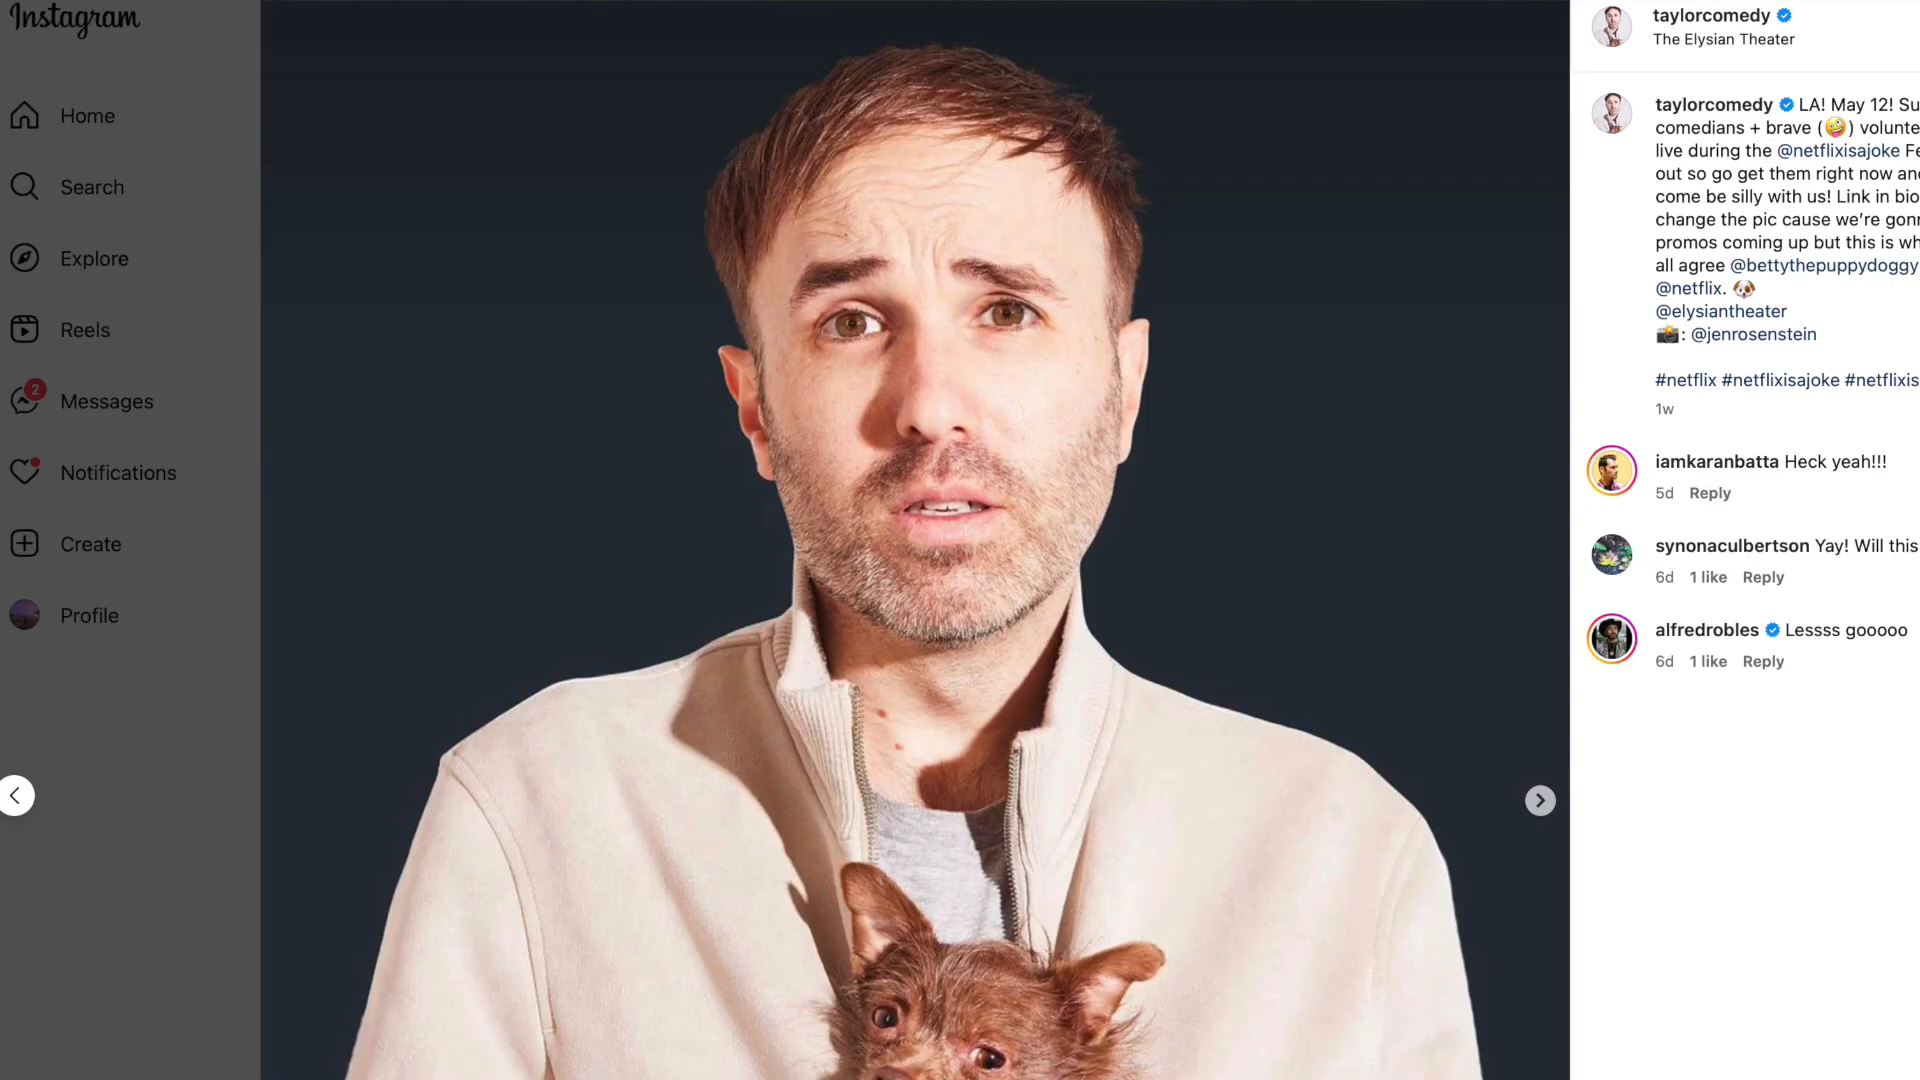 Instagram
Home
Search
Explore
Reels
2
Messages
Notifications
Create
Profile
taylorcomedy
The Elysian Theater
taylorcomedy LA! May 12! Su
comedians + brave (🤪) volunte
live during the @netflixisajoke Fe
out so go get them right now and
come be silly with us! Link in bio
change the pic cause we’re gonn
promos coming up but this is wh
all agree @bettythepuppydoggy
@netflix. 🐶
@elysiantheater
📸: @jenrosenstein
#netflix #netflixisajoke #netflixis
1w
iamkaranbatta Heck yeah!!!
5d Reply
synonaculbertson Yay! Will this
6d 1 like Reply
alfredrobles Lessss gooooo
6d 1 like Reply